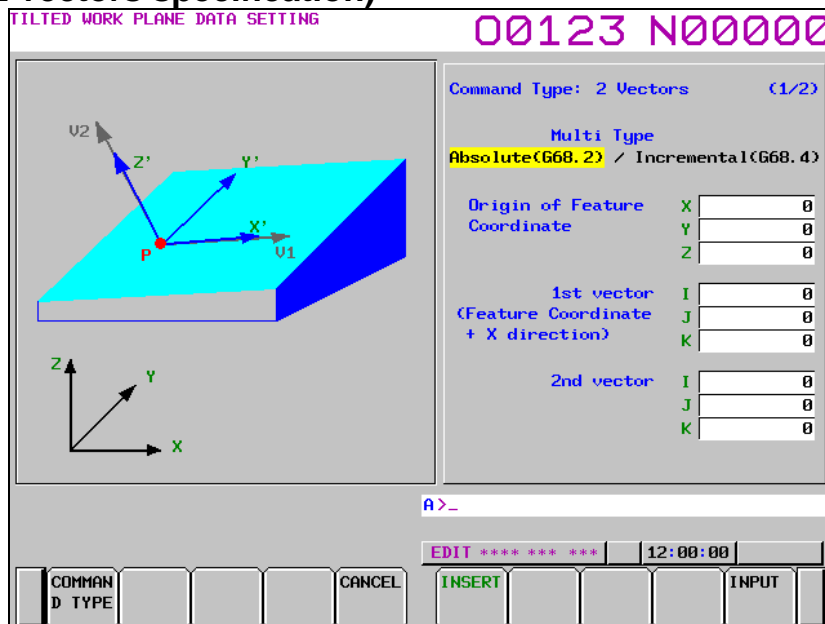 TILTED WORK PLANE DATA SETTING
O0123 N00000
Command Type: 2 Vectors (1/2)
Multi Type
Absolute(G68.2) / Incremental(G68.4)
Origin of Feature
Coordinate
X 0
Y 0
Z 0
1st vector
(Feature Coordinate
+ X direction)
I 0
J 0
K 0
2nd vector
I 0
J 0
K 0
V2
Z'
Y'
X'
P
V1
Z
Y
X
A>_
EDIT **** *** *** 12:00:00
COMMAN
D TYPE
CANCEL
INSERT
INPUT